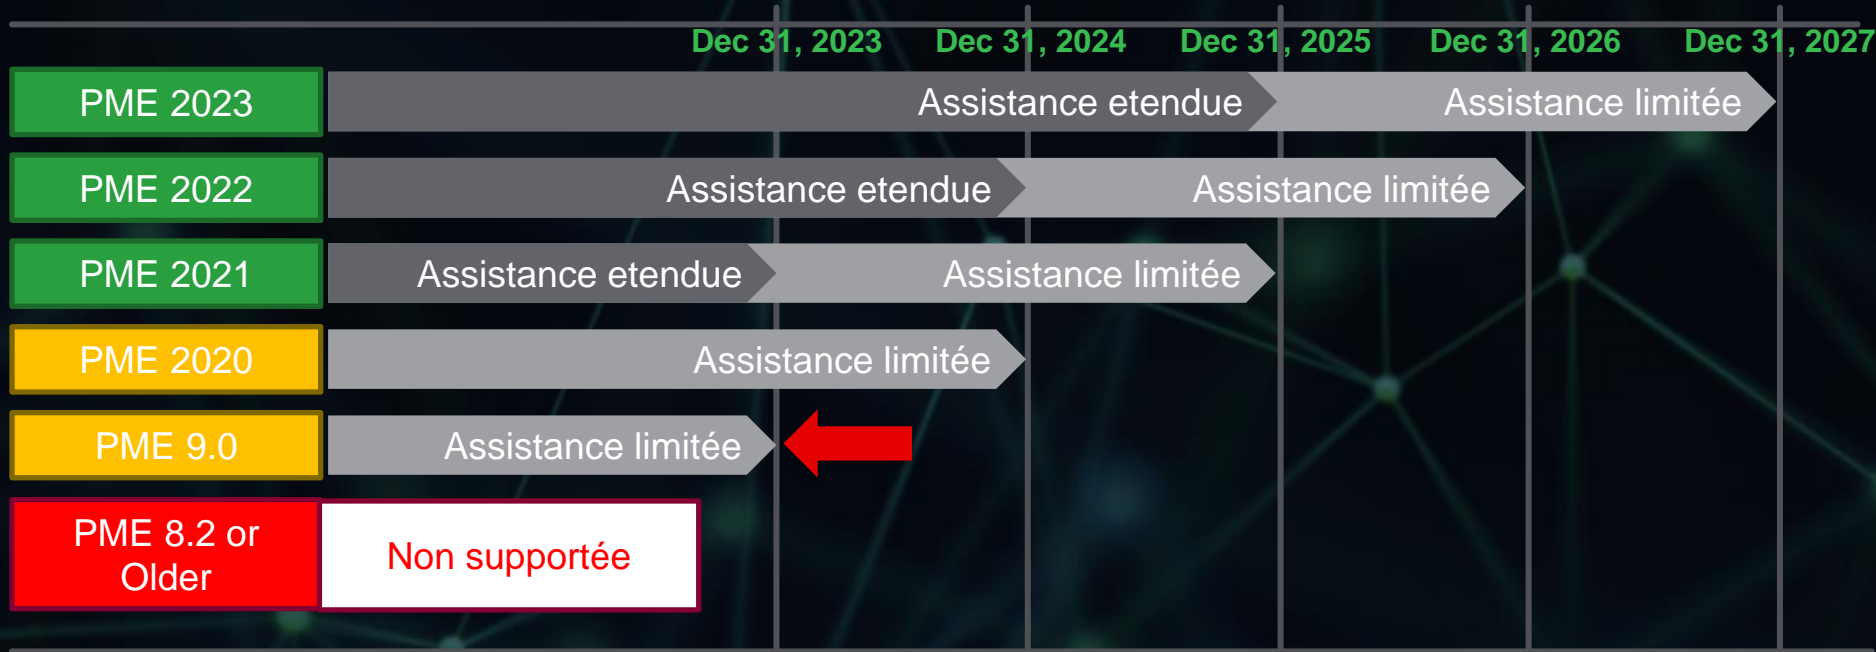 Dec 31, 2023 Dec 31, 2024 Dec 31, 2025 Dec 31, 2026 Dec 31, 2027
PME 2023 Assistance etendue Assistance limitée
PME 2022 Assistance etendue Assistance limitée
PME 2021 Assistance etendue Assistance limitée
PME 2020 Assistance limitée
PME 9.0 Assistance limitée
PME 8.2 or
Older
Non supportée